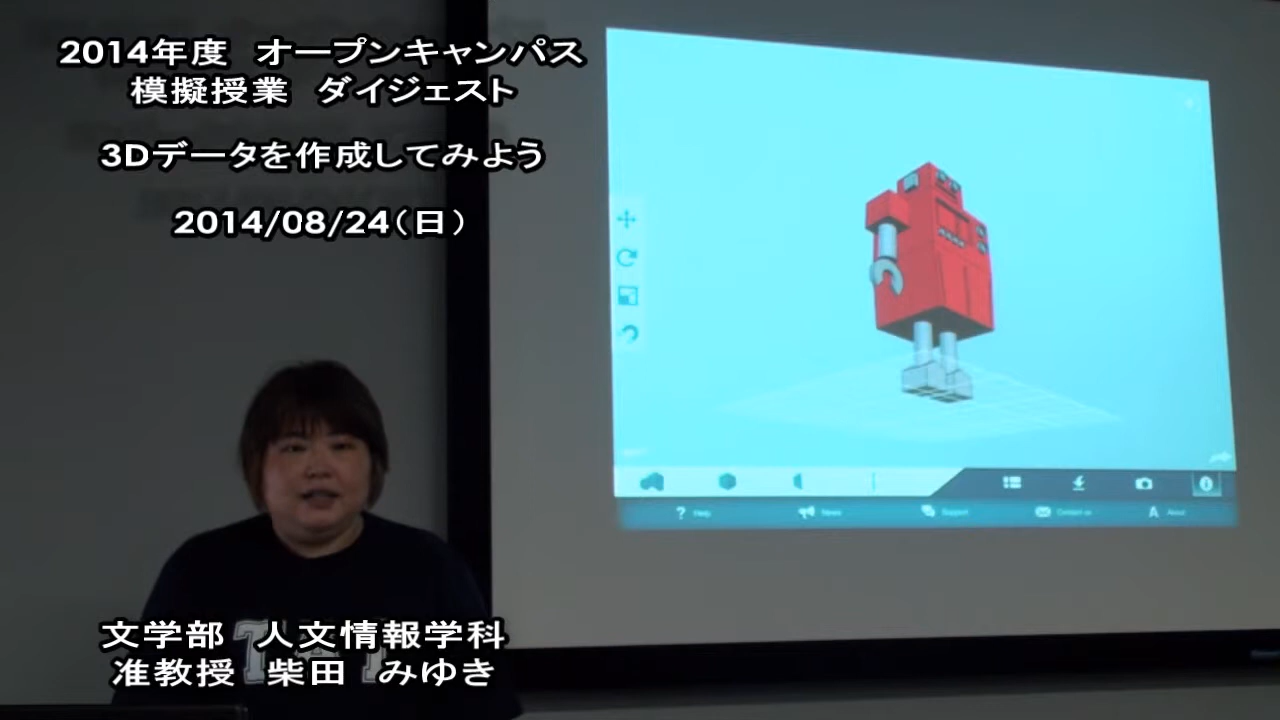 2014年度　オープンキャンパス
模擬授業　ダイジェスト
3Dデータを作成してみよう
2014/08/24（日）
? Help
News
Support
Contact us
About
文学部　人文情報学科
准教授　柴田　みゆき